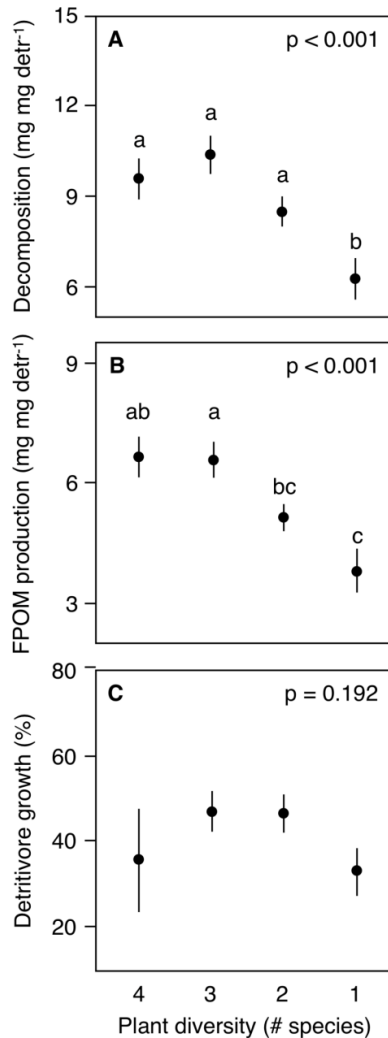 15
A
p < 0.001
12
a
a
a
9
b
6
Decomposition (mg mg detr⁻¹)
9
B
p < 0.001
ab
a
6
bc
c
3
FPOM production (mg mg detr⁻¹)
80
C
p = 0.192
60
40
20
Detritivore growth (%)
4 3 2 1
Plant diversity (# species)